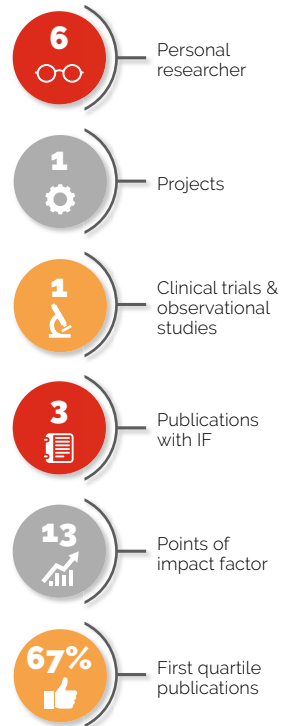 6
Personal
researcher
1
Projects
1
Clinical trials &
observational
studies
3
Publications
with IF
13
Points of
impact factor
67%
First quartile
publications